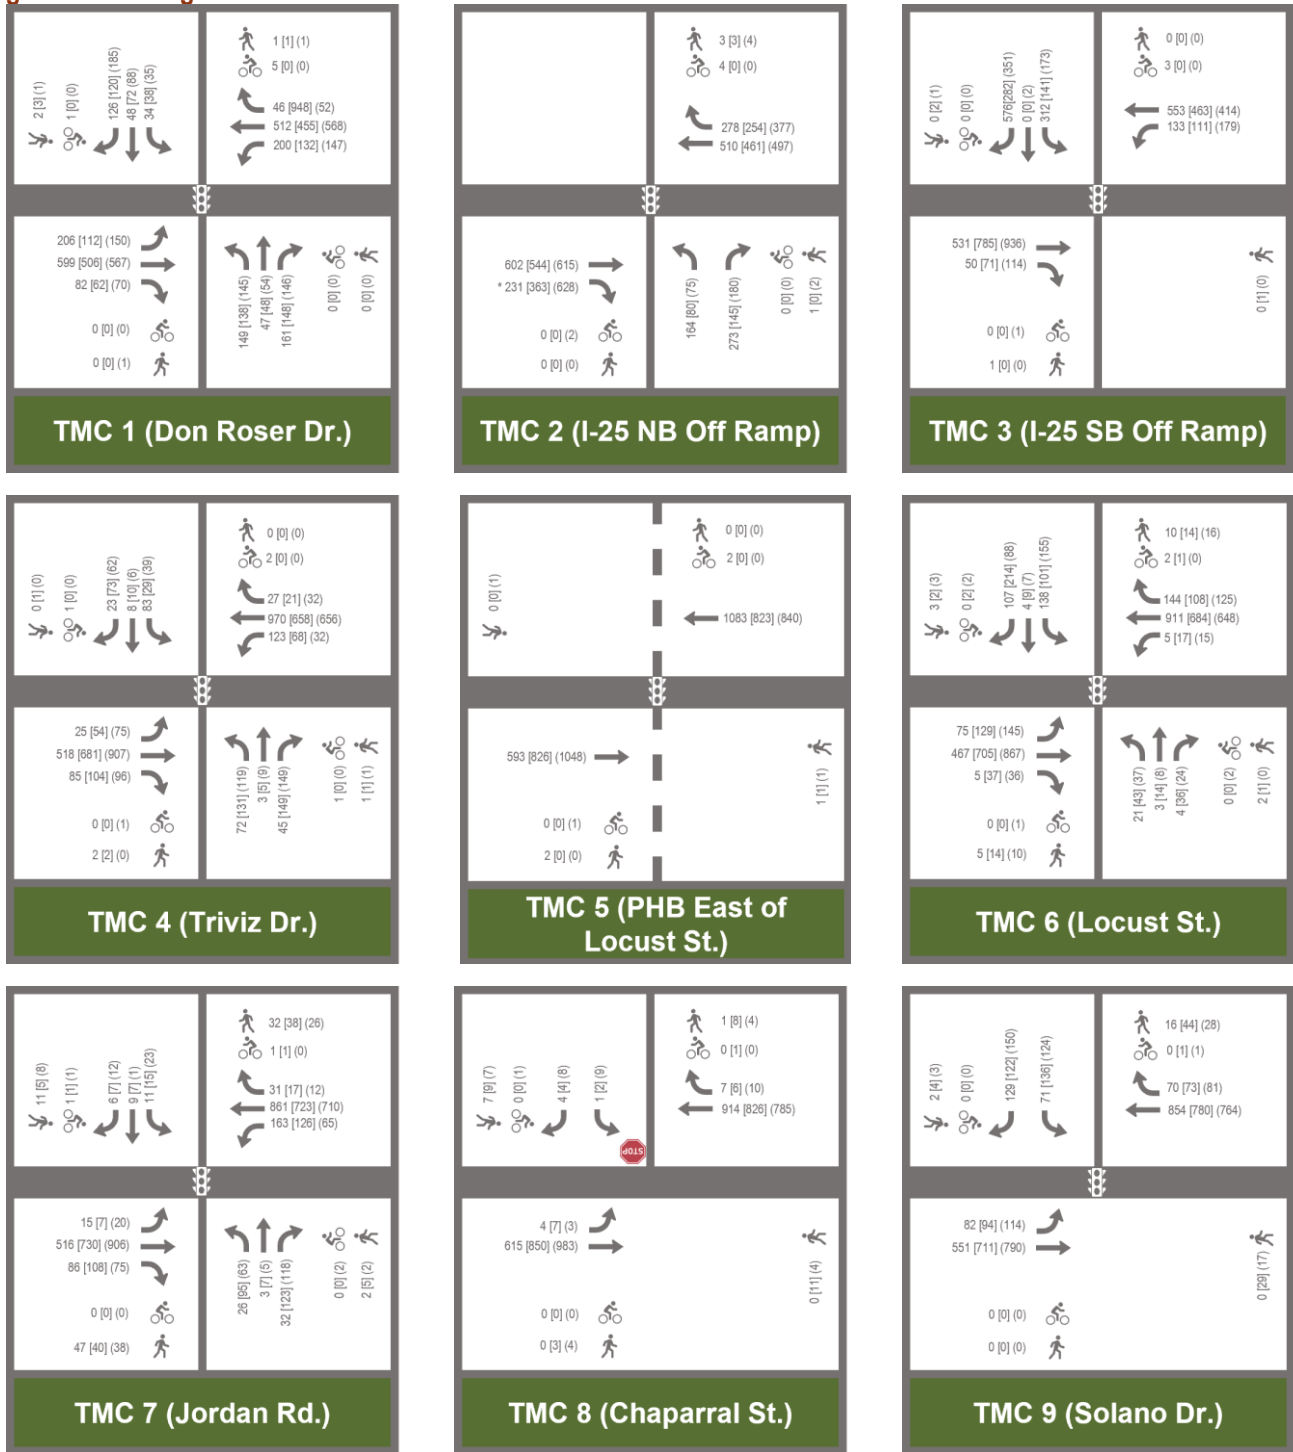 1 [1] (1)
5 [0] (0)
2 [3] (1)
1 [0] (0)
126 [120] (185)
48 [72] (88)
34 [38] (35)
46 [948] (52)
512 [455] (568)
200 [132] (147)
206 [112] (150)
599 [506] (567)
82 [62] (70)
0 [0] (0)
0 [0] (1)
149 [138] (145)
47 [48] (54)
161 [148] (146)
0 [0] (0)
0 [0] (0)
TMC 1 (Don Roser Dr.)
3 [3] (4)
4 [0] (0)
278 [254] (377)
510 [461] (497)
602 [544] (615)
* 231 [363] (628)
0 [0] (2)
0 [0] (0)
164 [80] (75)
273 [145] (180)
0 [0] (0)
1 [0] (2)
TMC 2 (I-25 NB Off Ramp)
0 [0] (0)
3 [0] (0)
0 [2] (1)
0 [0] (0)
576[282] (351)
0 [0] (2)
312 [141] (173)
553 [463] (414)
133 [111] (179)
531 [785] (936)
50 [71] (114)
0 [0] (1)
1 [0] (0)
0 [1] (0)
TMC 3 (I-25 SB Off Ramp)
0 [0] (0)
2 [0] (0)
0 [1] (0)
1 [0] (0)
23 [73] (62)
8 [10] (6)
83 [29] (39)
27 [21] (32)
970 [658] (656)
123 [68] (32)
25 [54] (75)
518 [681] (907)
85 [104] (96)
0 [0] (1)
2 [2] (0)
72 [131] (119)
3 [5] (9)
45 [149] (149)
1 [0] (0)
1 [1] (1)
TMC 4 (Triviz Dr.)
0 [0] (0)
2 [0] (0)
0 [0] (1)
1083 [823] (840)
593 [826] (1048)
0 [0] (1)
2 [0] (0)
1 [1] (1)
TMC 5 (PHB East of
Locust St.)
10 [14] (16)
2 [1] (0)
3 [2] (3)
0 [2] (2)
107 [214] (88)
4 [9] (7)
138 [101] (155)
144 [108] (125)
911 [684] (648)
5 [17] (15)
75 [129] (145)
467 [705] (867)
5 [37] (36)
0 [0] (1)
5 [14] (10)
21 [43] (37)
3 [14] (8)
4 [36] (24)
0 [0] (2)
2 [1] (0)
TMC 6 (Locust St.)
32 [38] (26)
1 [1] (0)
11 [5] (8)
1 [1] (1)
6 [7] (12)
9 [7] (1)
11 [15] (23)
31 [17] (12)
861 [723] (710)
163 [126] (65)
15 [7] (20)
516 [730] (906)
86 [108] (75)
0 [0] (0)
47 [40] (38)
26 [95] (63)
3 [7] (5)
32 [123] (118)
0 [0] (2)
2 [5] (2)
TMC 7 (Jordan Rd.)
1 [8] (4)
0 [1] (0)
7 [9] (7)
0 [0] (1)
4 [4] (8)
1 [2] (9)
STOP
7 [6] (10)
914 [826] (785)
4 [7] (3)
615 [850] (983)
0 [0] (0)
0 [3] (4)
0 [11] (4)
TMC 8 (Chaparral St.)
16 [44] (28)
0 [1] (1)
2 [4] (3)
0 [0] (0)
129 [122] (150)
71 [136] (124)
70 [73] (81)
854 [780] (764)
82 [94] (114)
551 [711] (790)
0 [0] (0)
0 [0] (0)
0 [29] (17)
TMC 9 (Solano Dr.)